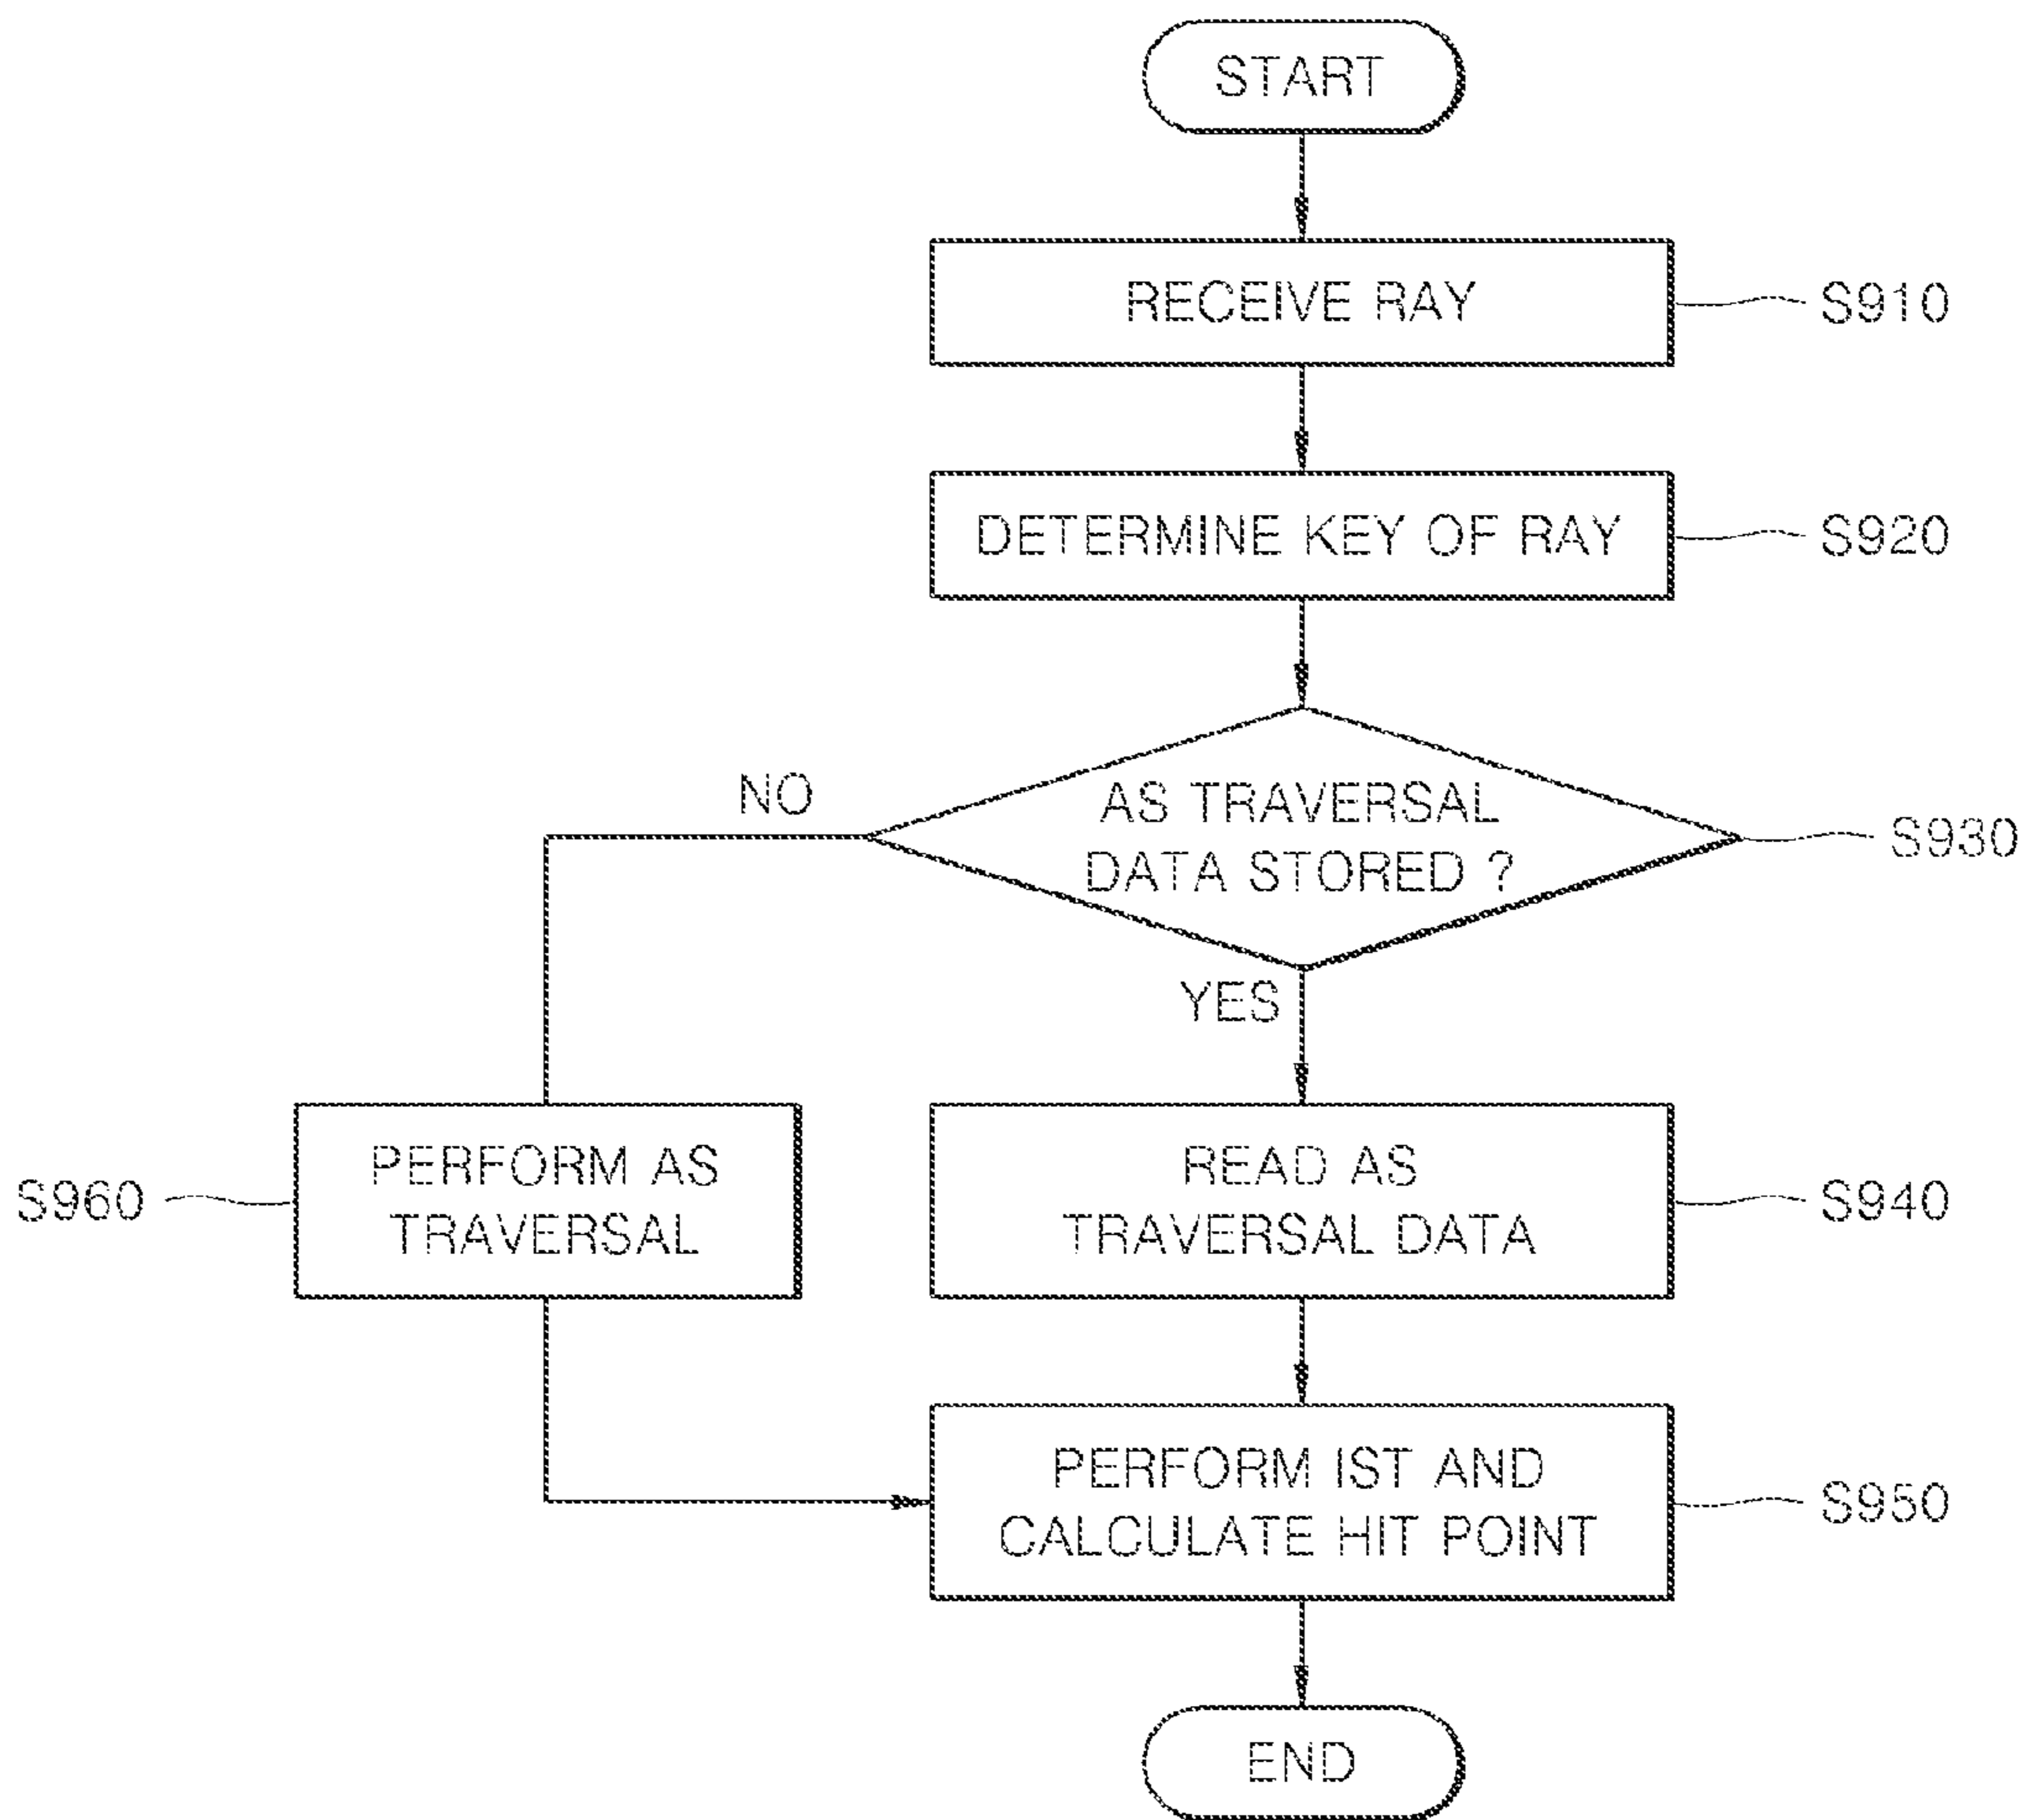 START
RECEIVE RAY
S910
DETERMINE KEY OF RAY
S920
NO
AS TRAVERSAL
DATA STORED ?
S930
YES
S960
PERFORM AS
TRAVERSAL
READ AS
TRAVERSAL DATA
S940
PERFORM IST AND
CALCULATE HIT POINT
S950
END